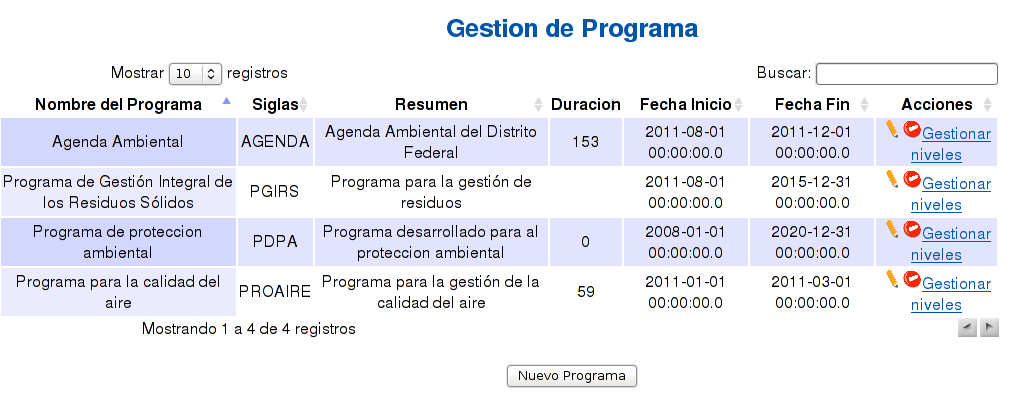 Gestion de Programa
Mostrar 10 registros Buscar:
Nombre del Programa Siglas Resumen Duracion Fecha Inicio Fecha Fin Acciones
Agenda Ambiental AGENDA Agenda Ambiental del Distrito Federal 153 2011-08-01 00:00:00.0 2011-12-01 00:00:00.0 Gestionar niveles
Programa de Gestión Integral de los Residuos Sólidos PGIRS Programa para la gestión de residuos 2011-08-01 00:00:00.0 2015-12-31 00:00:00.0 Gestionar niveles
Programa de proteccion ambiental PDPA Programa desarrollado para al proteccion ambiental 0 2008-01-01 00:00:00.0 2020-12-31 00:00:00.0 Gestionar niveles
Programa para la calidad del aire PROAIRE Programa para la gestión de la calidad del aire 59 2011-01-01 00:00:00.0 2011-03-01 00:00:00.0 Gestionar niveles
Mostrando 1 a 4 de 4 registros
Nuevo Programa